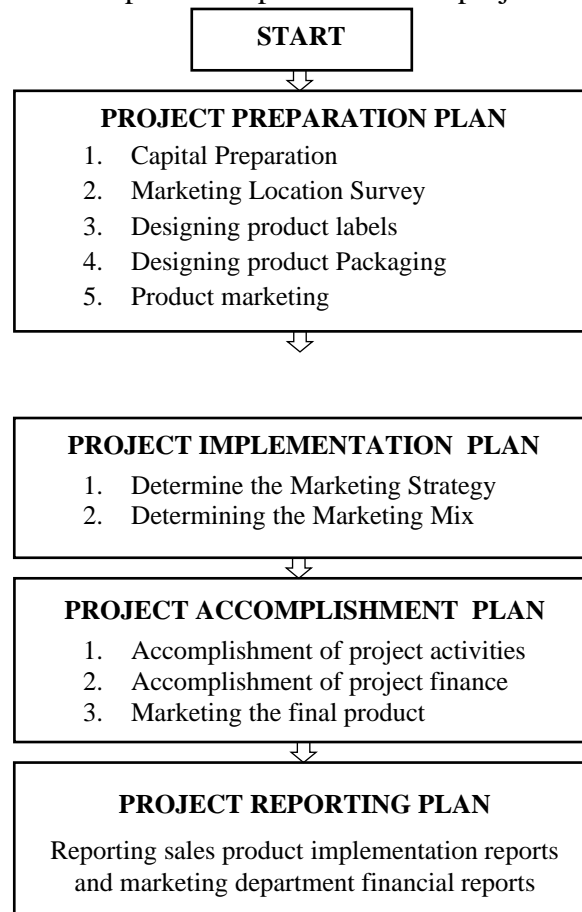 START
PROJECT PREPARATION PLAN
1. Capital Preparation
2. Marketing Location Survey
3. Designing product labels
4. Designing product Packaging
5. Product marketing
PROJECT IMPLEMENTATION PLAN
1. Determine the Marketing Strategy
2. Determining the Marketing Mix
PROJECT ACCOMPLISHMENT PLAN
1. Accomplishment of project activities
2. Accomplishment of project finance
3. Marketing the final product
PROJECT REPORTING PLAN
Reporting sales product implementation reports
and marketing department financial reports